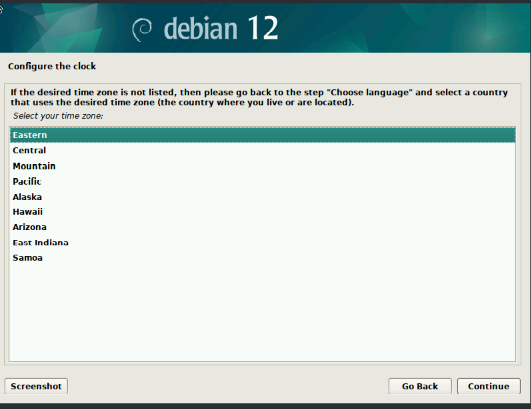 debian 12
Configure the clock
If the desired time zone is not listed, then please go back to the step "Choose language" and select a country
that uses the desired time zone (the country where you live or are located).
Select your time zone:
Eastern
Central
Mountain
Pacific
Alaska
Hawaii
Arizona
East Indiana
Samoa
Screenshot
Go Back
Continue